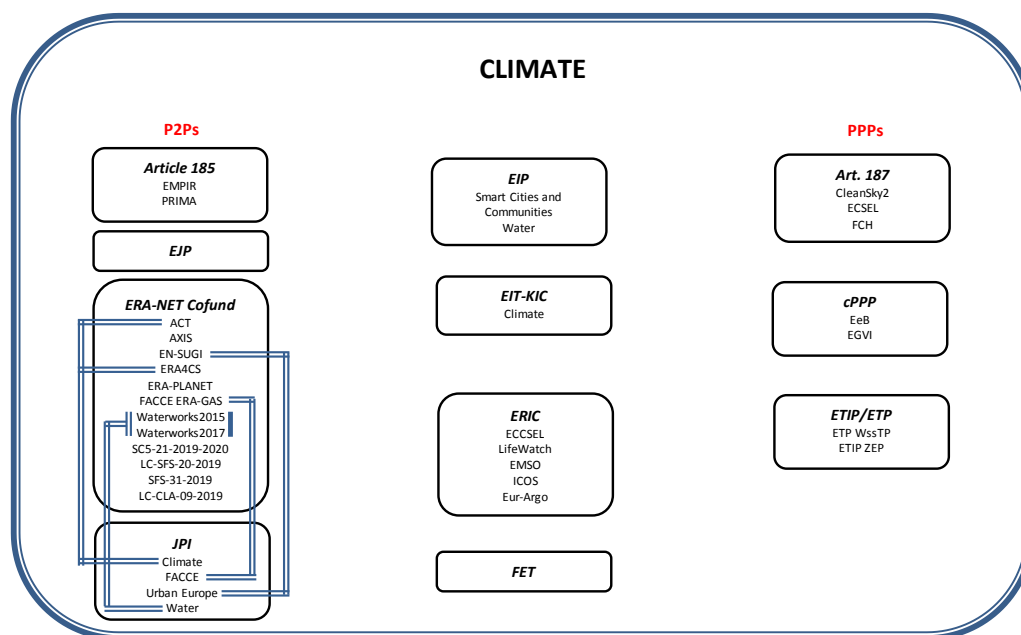 CLIMATE
P2Ps
Article 185
EMPIR
PRIMA
EJP
ERA-NET Cofund
ACT
AXIS
EN-SUGI
ERA4CS
ERA-PLANET
FACCE ERA-GAS
Waterworks2015
Waterworks2017
SC5-21-2019-2020
LC-SFS-20-2019
SFS-31-2019
LC-CLA-09-2019
JPI
Climate
FACCE
Urban Europe
Water
EIP
Smart Cities and
Communities
Water
EIT-KIC
Climate
ERIC
ECCSEL
LifeWatch
EMSO
ICOS
Eur-Argo
FET
PPPs
Art. 187
CleanSky2
ECSEL
FCH
cPPP
EeB
EGVI
ETIP/ETP
ETP WssTP
ETIP ZEP